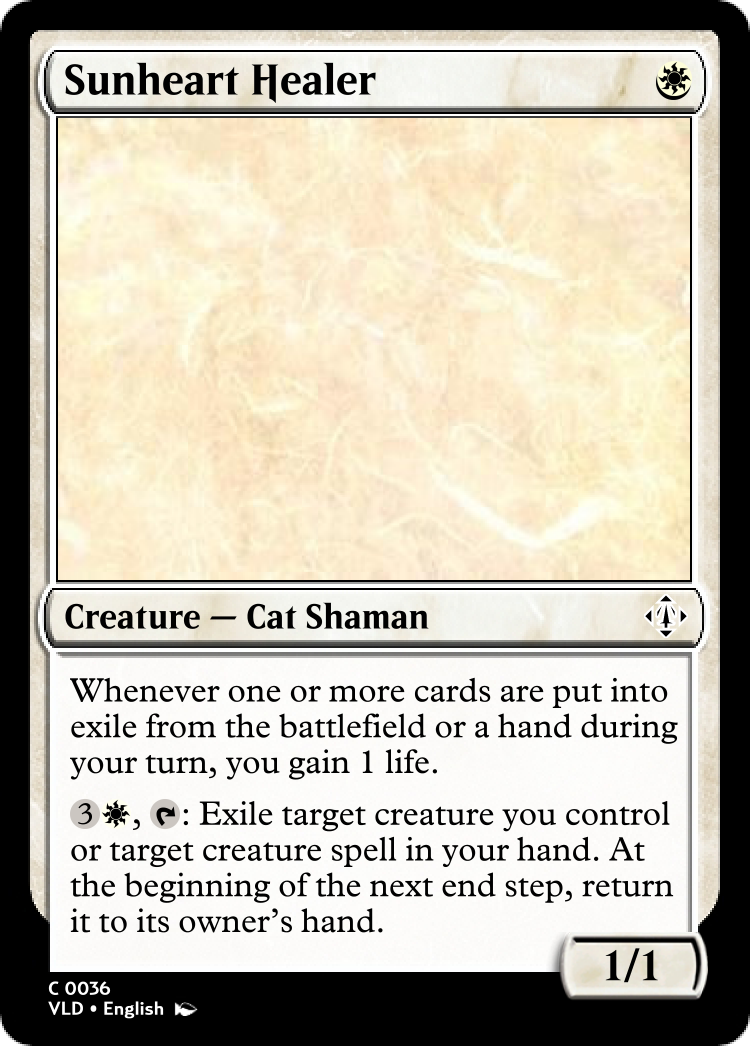 Sunheart Healer
Creature — Cat Shaman
Whenever one or more cards are put into
exile from the battlefield or a hand during
your turn, you gain 1 life.
3, : Exile target creature you control
or target creature spell in your hand. At
the beginning of the next end step, return
it to its owner's hand.
1/1
C 0036
VLD • English